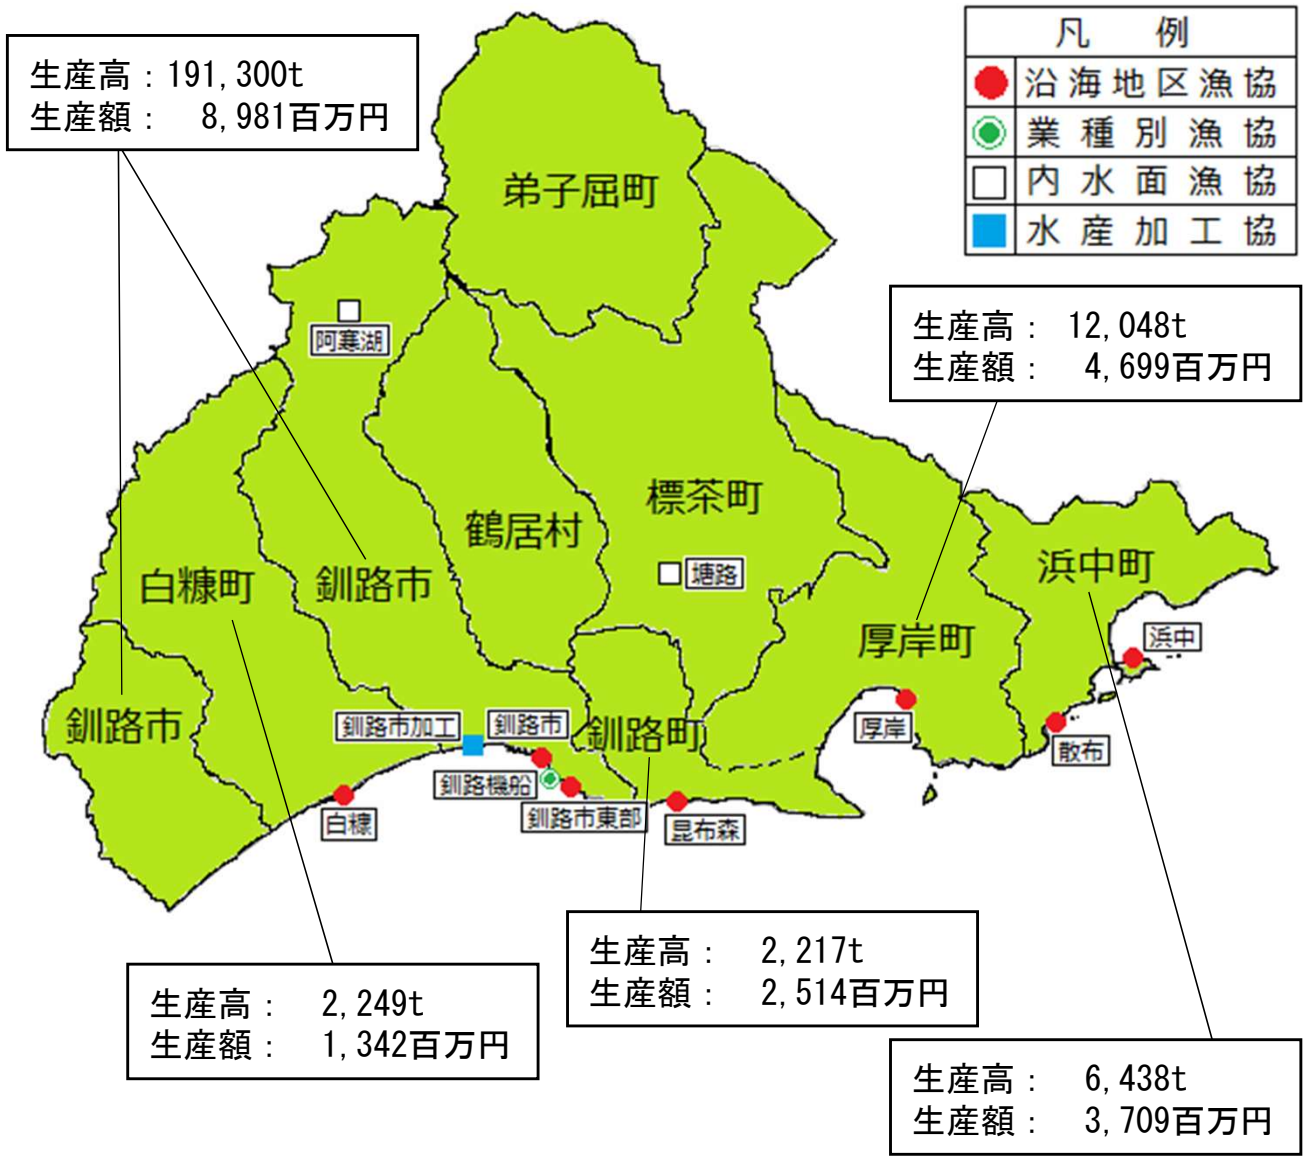 凡 例
沿海地区漁協
業種別漁協
内水面漁協
水産加工協
生産高：191,300t
生産額： 8,981百万円
弟子屈町
生産高： 12,048t
生産額： 4,699百万円
阿寒湖
標茶町
鶴居村
浜中町
白糠町
釧路市
塘路
厚岸町
浜中
釧路市
釧路市加工
釧路市
釧路町
厚岸
散布
釧路機船
白糠
釧路市東部
昆布森
生産高： 2,217t
生産額： 2,514百万円
生産高： 2,249t
生産額： 1,342百万円
生産高： 6,438t
生産額： 3,709百万円